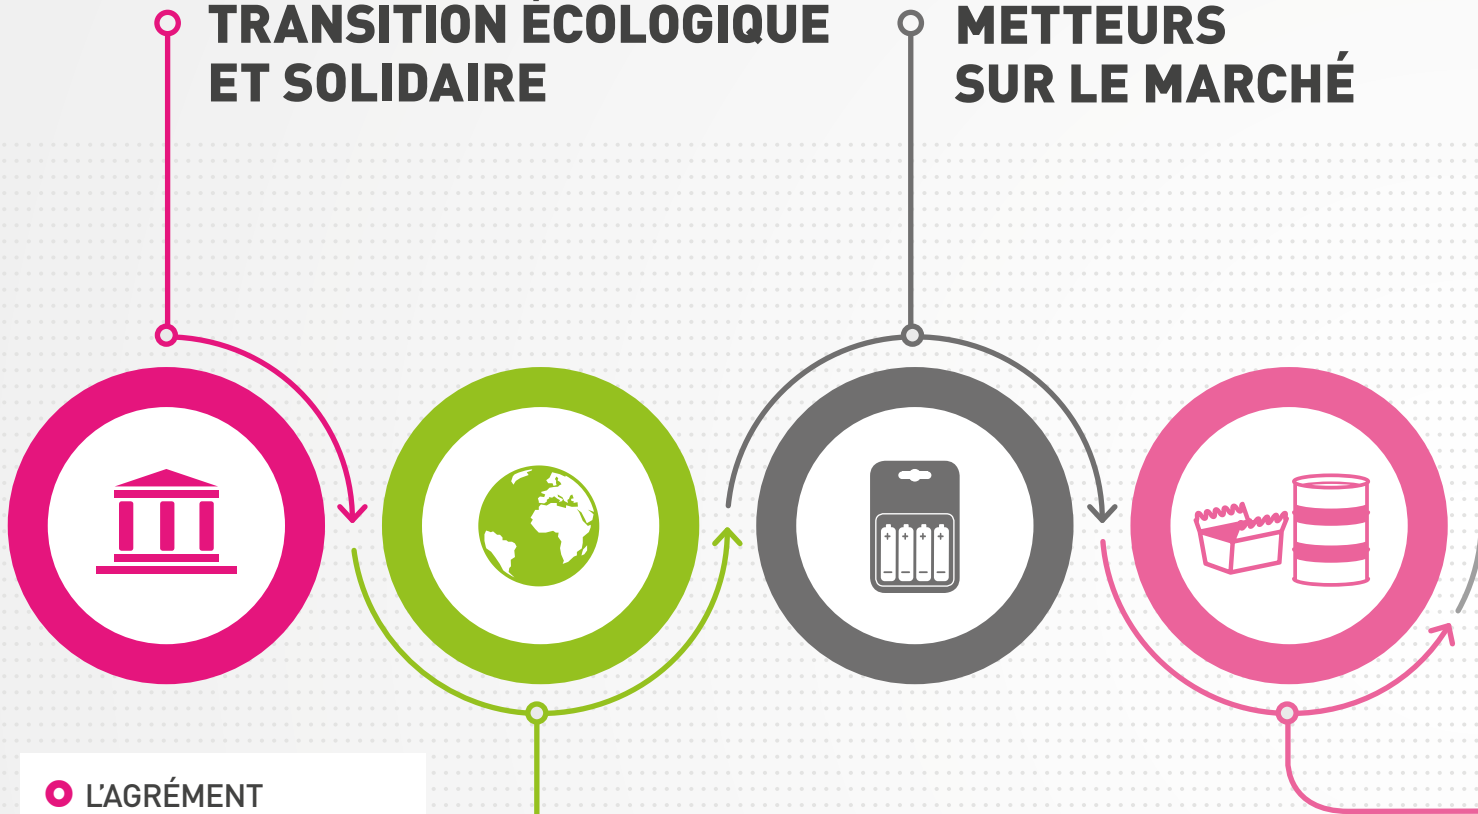 TRANSITION ÉCOLOGIQUE
ET SOLIDAIRE
METTEURS
SUR LE MARCHÉ
L'AGRÉMENT